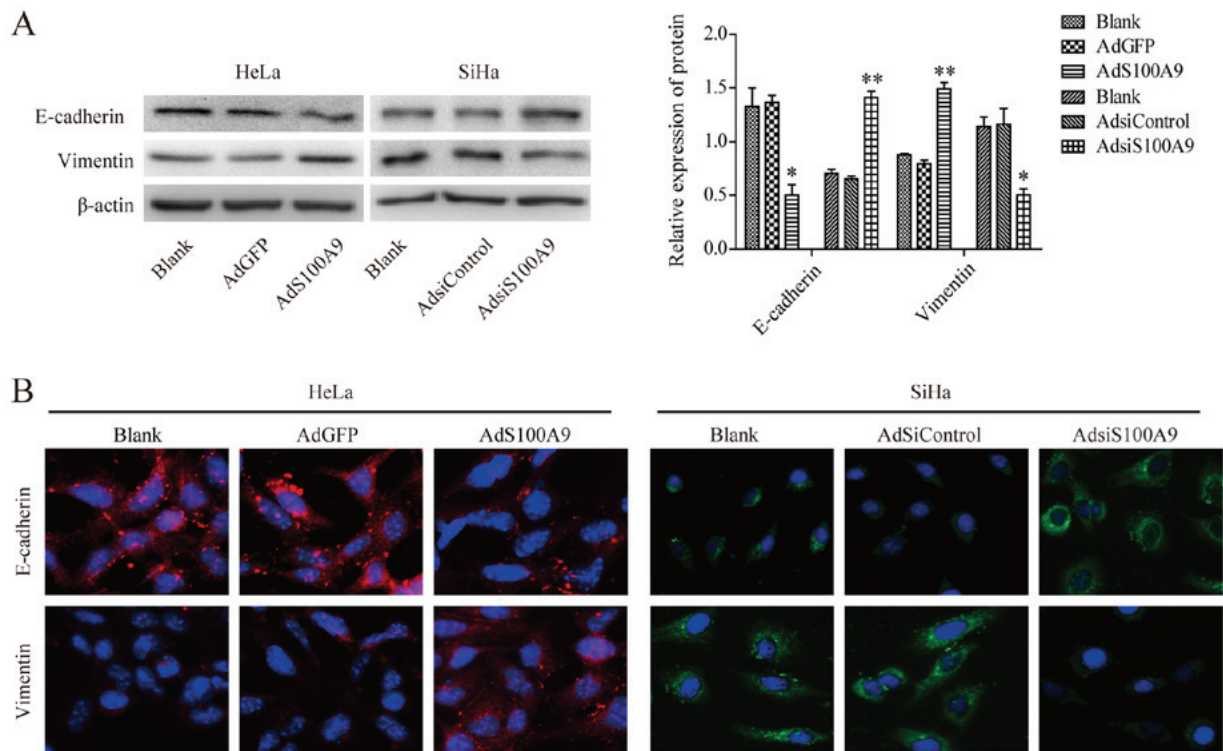 A
HeLa
SiHa
E-cadherin
Vimentin
β-actin
Blank
AdGFP
AdS100A9
Blank
AdsiControl
AdsiS100A9
Relative expression of protein
2.0
1.5
1.0
0.5
0.0
*
**
**
*
E-cadherin
Vimentin
Blank
AdGFP
AdS100A9
Blank
AdsiControl
AdsiS100A9
B
HeLa
SiHa
Blank
AdGFP
AdS100A9
Blank
AdSiControl
AdsiS100A9
E-cadherin
Vimentin